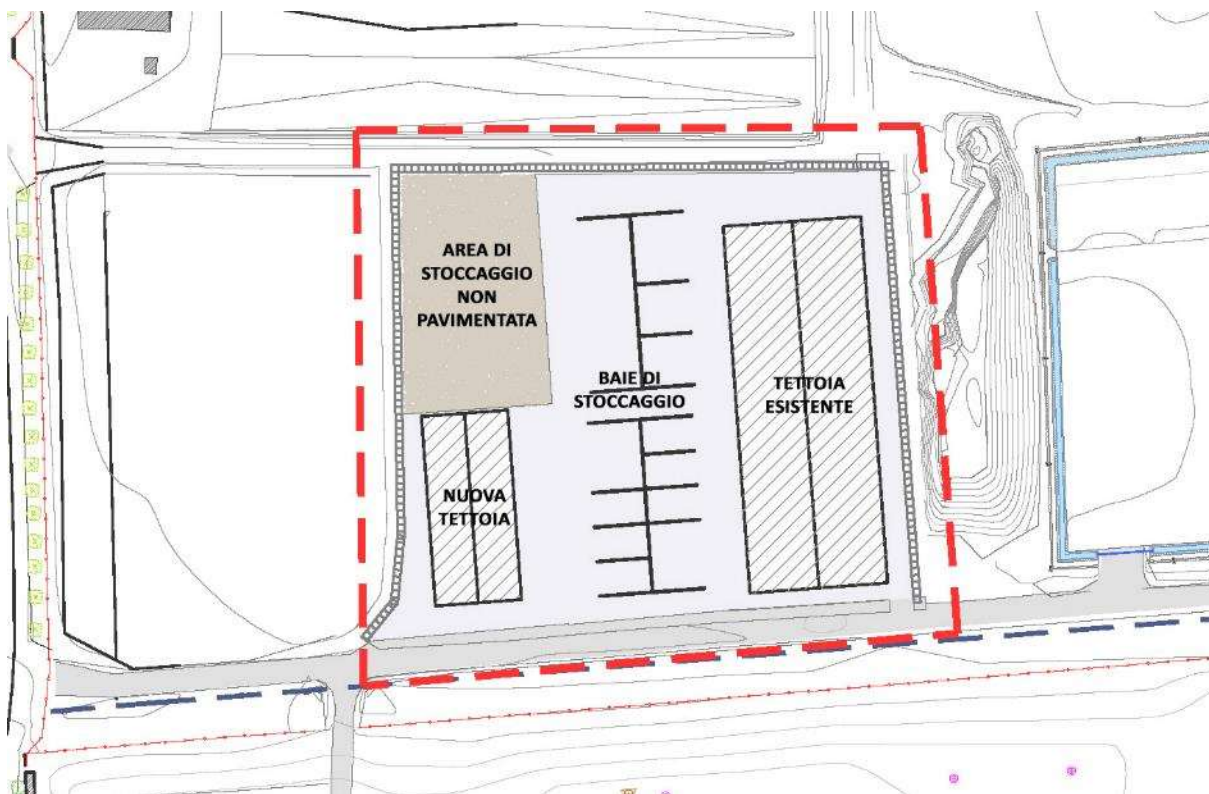 AREA DI
STOCCAGGIO
NON
PAVIMENTATA
BAIE DI
STOCCAGGIO
TETTOIA
ESISTENTE
NUOVA
TETTOIA